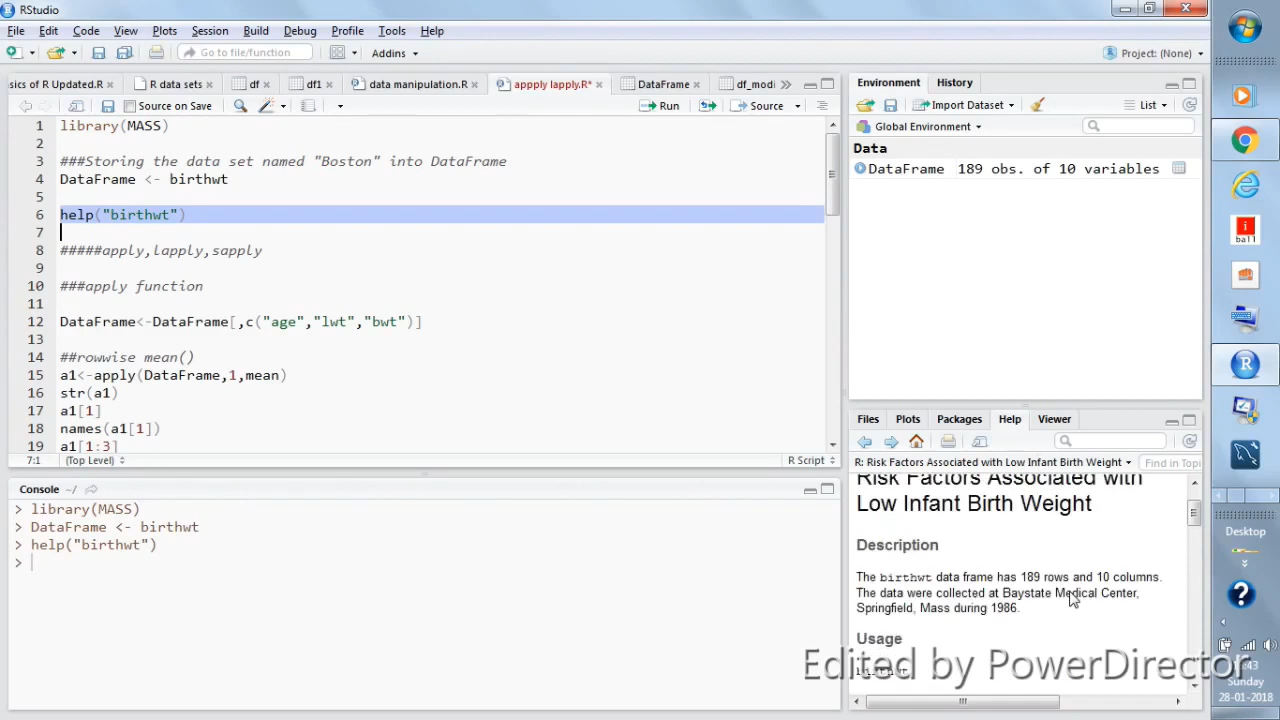 RStudio
File Edit Code View Plots Session Build Debug Profile Tools Help
Go to file/function Addins Project: (None)
sics of R Updated.R × R data sets × df × df1 × data manipulation.R × appply lapply.R* × DataFrame × df_modi
Source on Save Run Source
1 library(MASS)
2
3 ###Storing the data set named "Boston" into DataFrame
4 DataFrame <- birthwt
5
6 help("birthwt")
7
8 #####apply,lapply,sapply
9
10 ###apply function
11
12 DataFrame<-DataFrame[,c("age","lwt","bwt")]
13
14 ##rowwise mean()
15 a1<-apply(DataFrame,1,mean)
16 str(a1)
17 a1[1]
18 names(a1[1])
19 a1[1:3]
7:1 (Top Level) R Script
Console ~/
> library(MASS)
> DataFrame <- birthwt
> help("birthwt")
>
Environment History
Import Dataset List
Global Environment
Data
DataFrame 189 obs. of 10 variables
Files Plots Packages Help Viewer
R: Risk Factors Associated with Low Infant Birth Weight Find in Topi
Risk Factors Associated with
Low Infant Birth Weight
Description
The birthwt data frame has 189 rows and 10 columns.
The data were collected at Baystate Medical Center,
Springfield, Mass during 1986.
Usage
Edited by PowerDirector
i
ball
R
Desktop
?
Sunday
28-01-2018